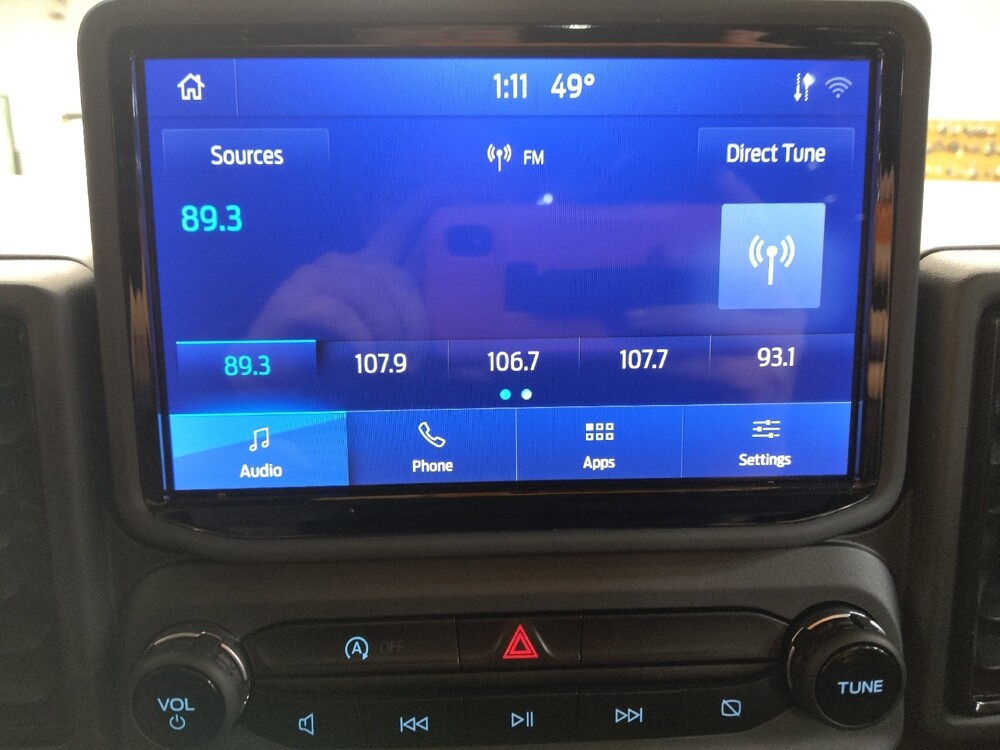 1:11 49°
Sources FM Direct Tune
89.3
89.3 107.9 106.7 107.7 93.1
Audio Phone Apps Settings
A OFF
VOL TUNE